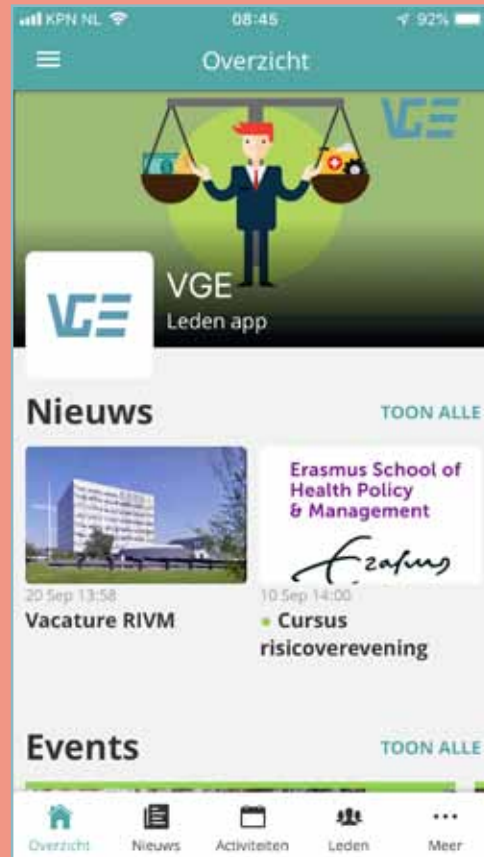 KPN NL 08:45 92%
Overzicht
VGE
VGE
VGE
Leden app
Nieuws TOON ALLE
Erasmus School of
Health Policy
& Management
Erasmus
20 Sep 13:58 10 Sep 14:00
Vacature RIVM
• Cursus
risicoverevening
Events TOON ALLE
Overzicht Nieuws Activiteiten Leden Meer